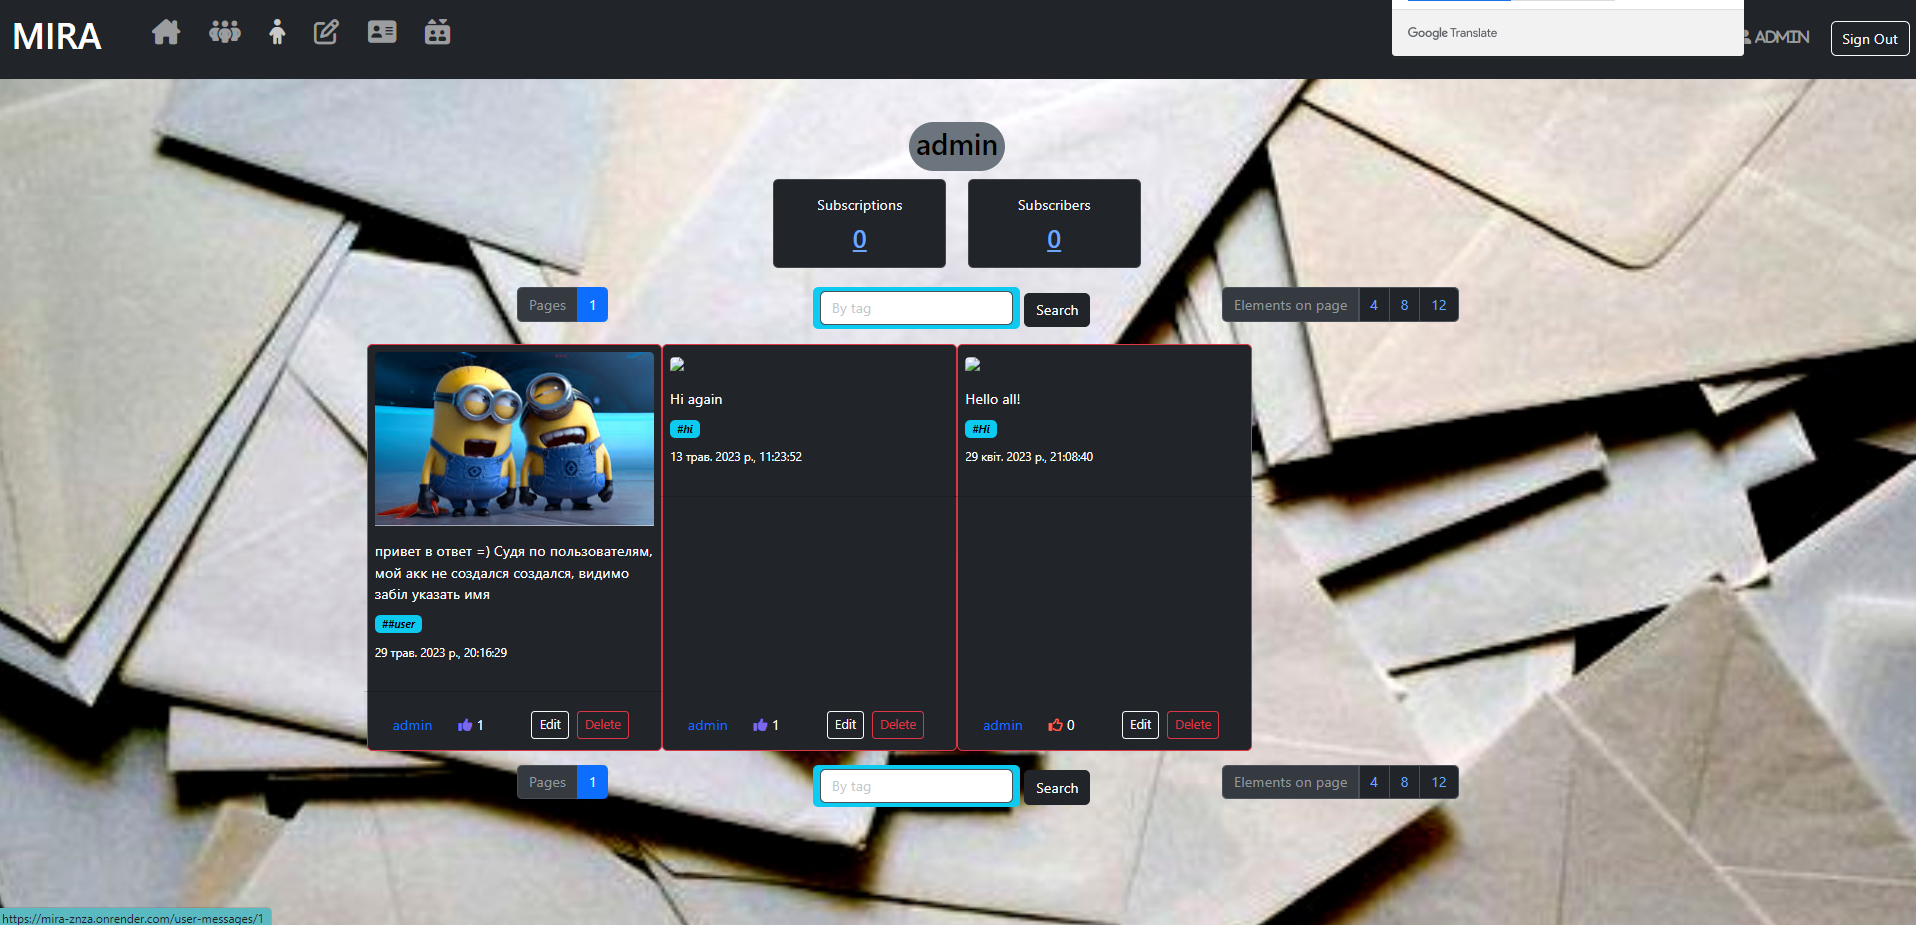 MIRA
Google Translate
ADMIN
Sign Out
admin
Subscriptions
0
Subscribers
0
Pages 1
By tag
Search
Elements on page 4 8 12
привет в ответ =) Судя по пользователям,
мой акк не создался создался, видимо
забіл указать имя
##user
29 трав. 2023 р., 20:16:29
admin 1 Edit Delete
Hi again
#hi
13 трав. 2023 р., 11:23:52
admin 1 Edit Delete
Hello all!
#Hi
29 квіт. 2023 р., 21:08:40
admin 0 Edit Delete
Pages 1
By tag
Search
Elements on page 4 8 12
https://mira-znza.onrender.com/user-messages/1